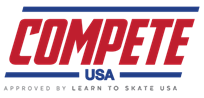 COMPETE
USA
APPROVED BY LEARN TO SKATE USA